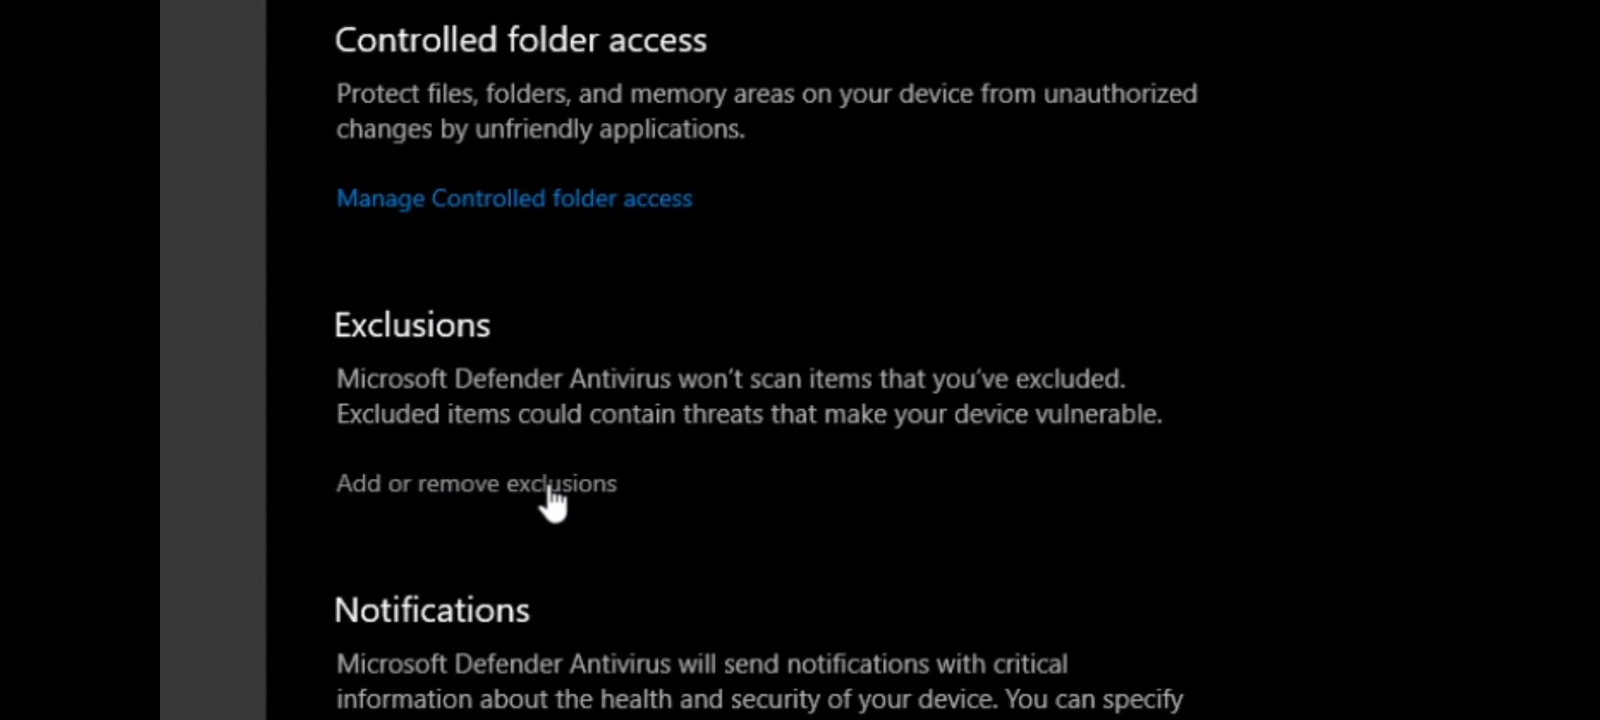 Controlled folder access
Protect files, folders, and memory areas on your device from unauthorized
changes by unfriendly applications.
Manage Controlled folder access
Exclusions
Microsoft Defender Antivirus won't scan items that you've excluded.
Excluded items could contain threats that make your device vulnerable.
Add or remove exclusions
Notifications
Microsoft Defender Antivirus will send notifications with critical
information about the health and security of your device. You can specify